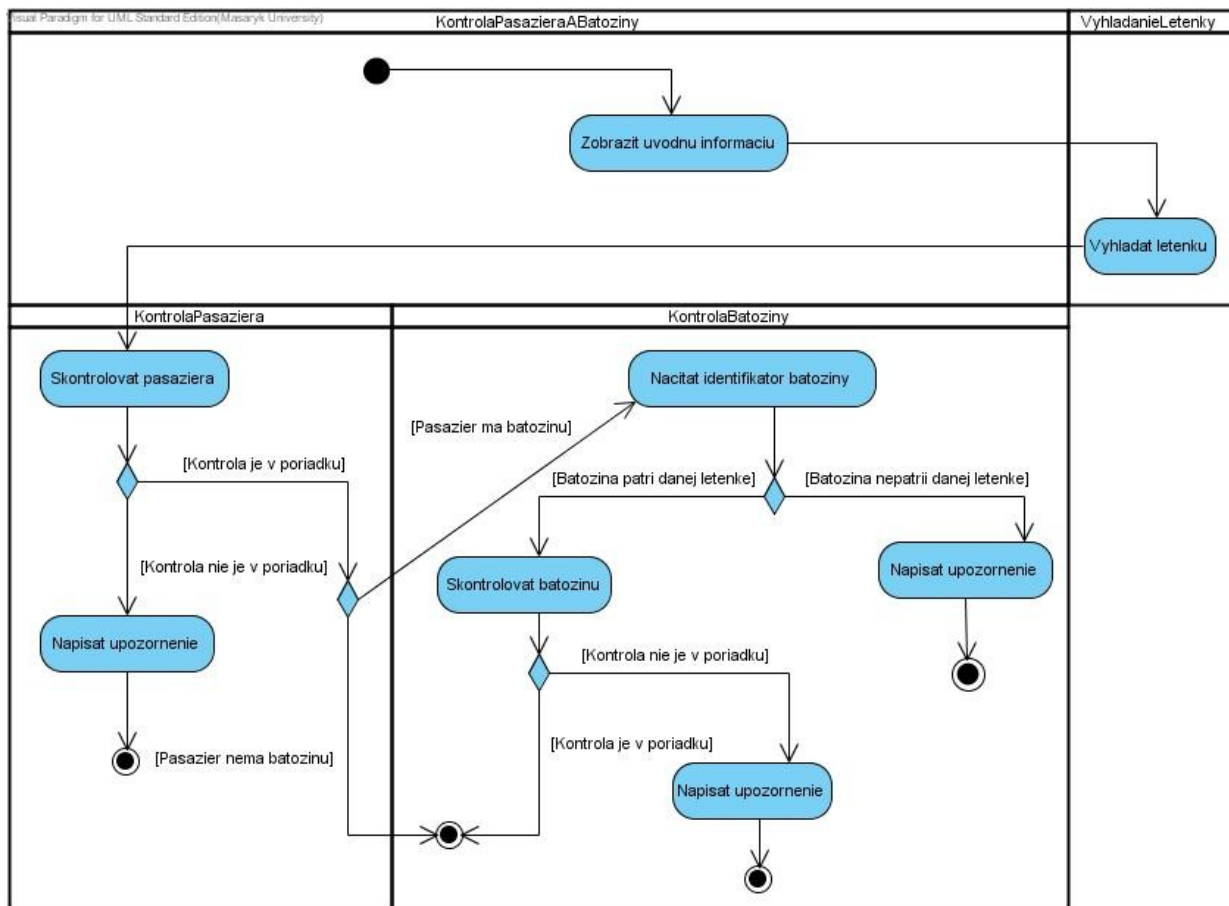 Visual Paradigm for UML Standard Edition(Masaryk University)
KontrolaPasazieraABatoziny
VyhladanieLetenky
Zobrazit uvodnu informaciu
Vyhladat letenku
KontrolaPasaziera
KontrolaBatoziny
Skontrolovat pasaziera
Nacitat identifikator batoziny
[Pasazier ma batozinu]
[Kontrola je v poriadku]
[Batozina patri danej letenke]
[Batozina nepatrii danej letenke]
[Kontrola nie je v poriadku]
Skontrolovat batozinu
Napisat upozornenie
Napisat upozornenie
[Kontrola nie je v poriadku]
[Kontrola je v poriadku]
[Pasazier nema batozinu]
Napisat upozornenie